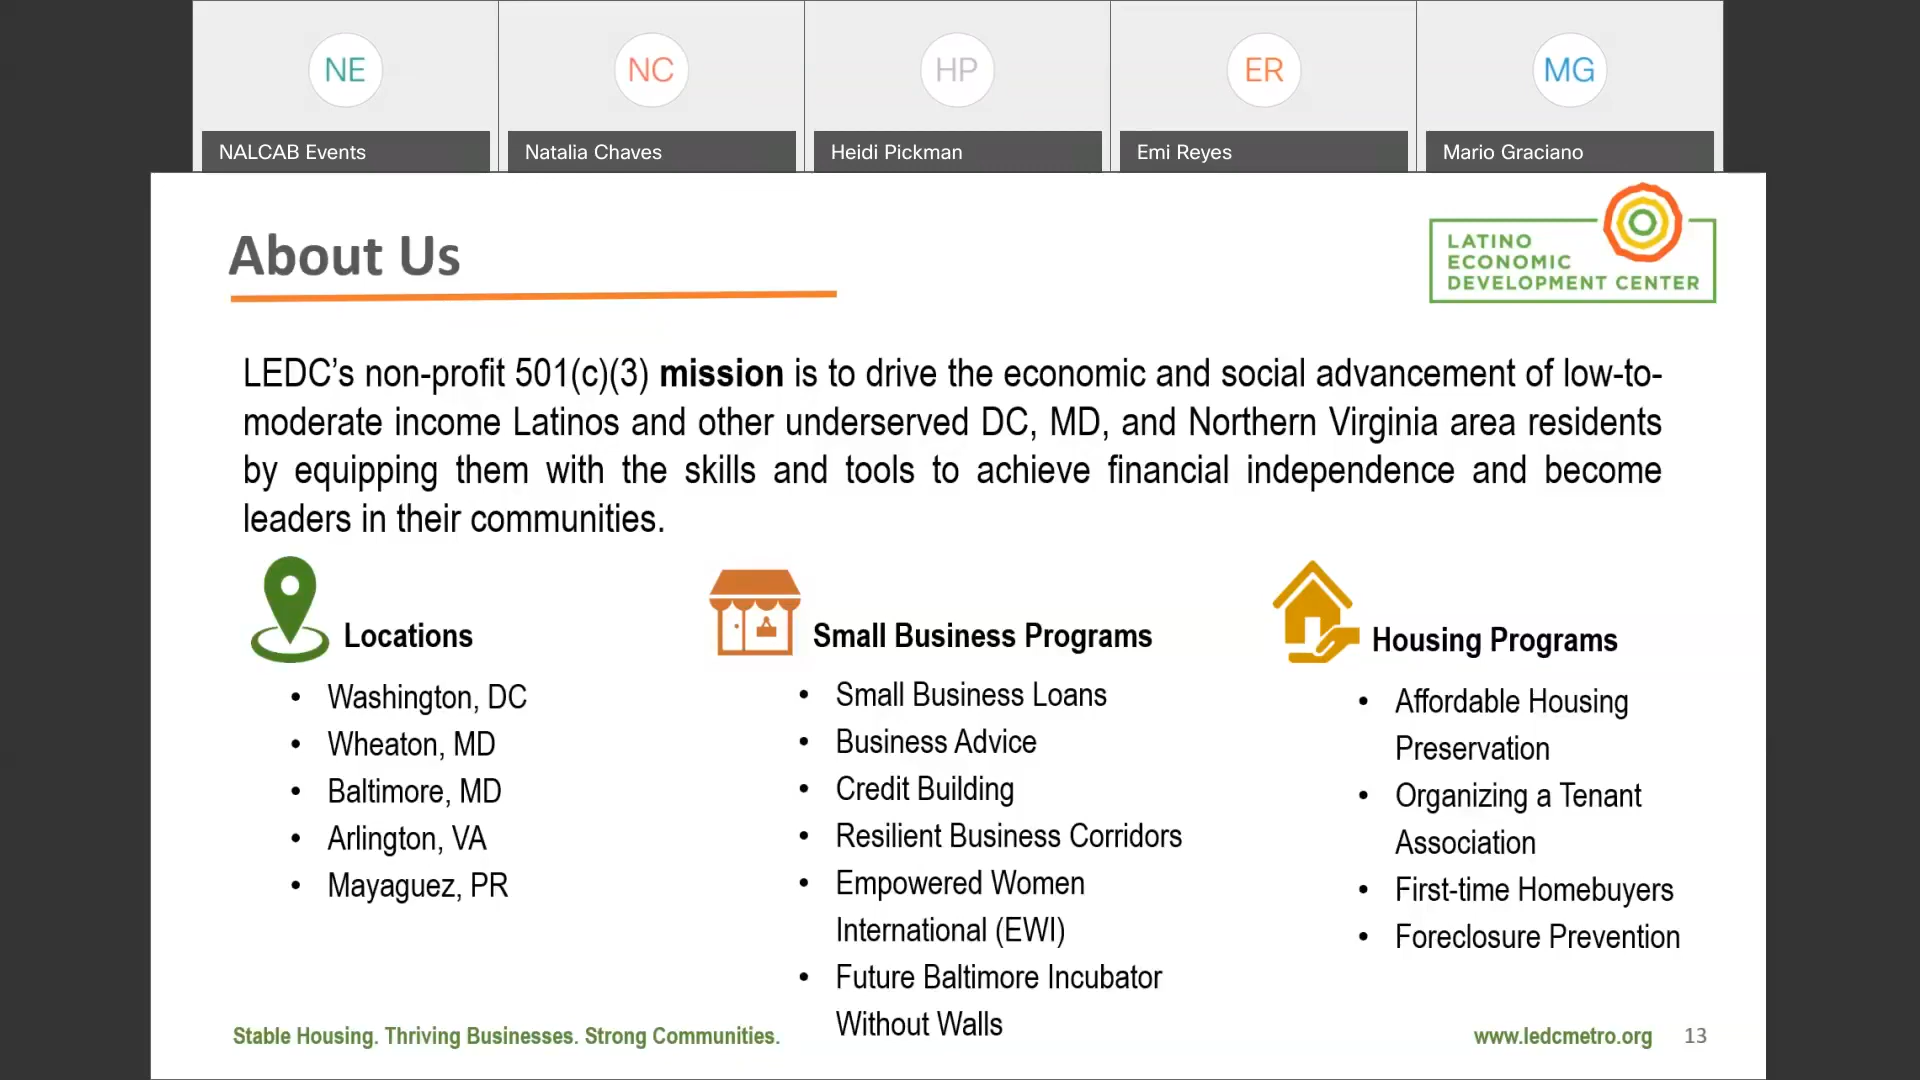 NE
NC
HP
ER
MG
NALCAB Events
Natalia Chaves
Heidi Pickman
Emi Reyes
Mario Graciano
About Us
LATINO
ECONOMIC
DEVELOPMENT CENTER
LEDC’s non-profit 501(c)(3) mission is to drive the economic and social advancement of low-to-
moderate income Latinos and other underserved DC, MD, and Northern Virginia area residents
by equipping them with the skills and tools to achieve financial independence and become
leaders in their communities.
Locations
• Washington, DC
• Wheaton, MD
• Baltimore, MD
• Arlington, VA
• Mayaguez, PR
Small Business Programs
• Small Business Loans
• Business Advice
• Credit Building
• Resilient Business Corridors
• Empowered Women
International (EWI)
• Future Baltimore Incubator
Without Walls
Housing Programs
• Affordable Housing
Preservation
• Organizing a Tenant
Association
• First-time Homebuyers
• Foreclosure Prevention
Stable Housing. Thriving Businesses. Strong Communities.
www.ledcmetro.org
13